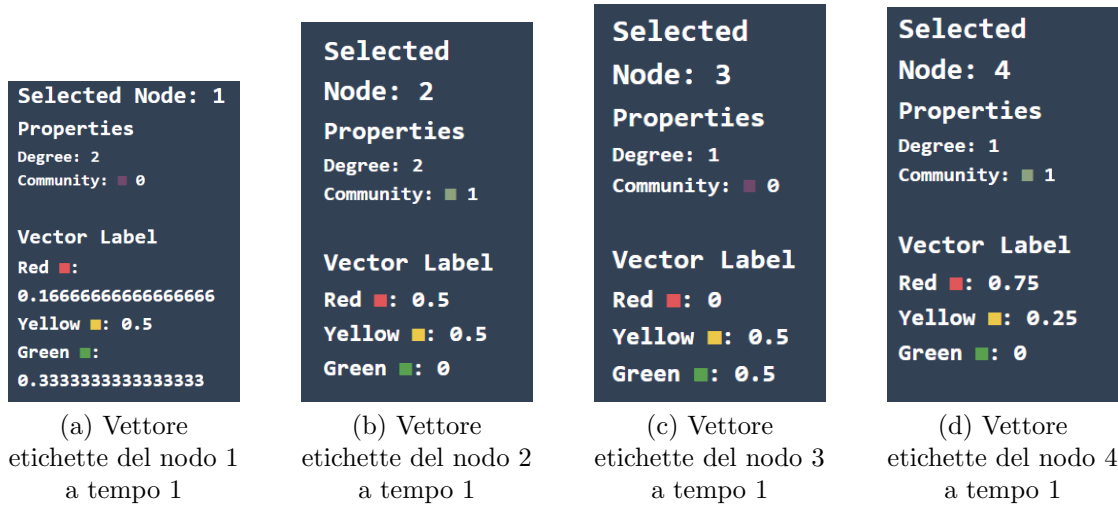 Selected Node: 1
Properties
Degree: 2
Community: 0
Vector Label
Red :
0.16666666666666666
Yellow : 0.5
Green :
0.3333333333333333
(a) Vettore
etichette del nodo 1
a tempo 1
Selected
Node: 2
Properties
Degree: 2
Community: 1
Vector Label
Red : 0.5
Yellow : 0.5
Green : 0
(b) Vettore
etichette del nodo 2
a tempo 1
Selected
Node: 3
Properties
Degree: 1
Community: 0
Vector Label
Red : 0
Yellow : 0.5
Green : 0.5
(c) Vettore
etichette del nodo 3
a tempo 1
Selected
Node: 4
Properties
Degree: 1
Community: 1
Vector Label
Red : 0.75
Yellow : 0.25
Green : 0
(d) Vettore
etichette del nodo 4
a tempo 1